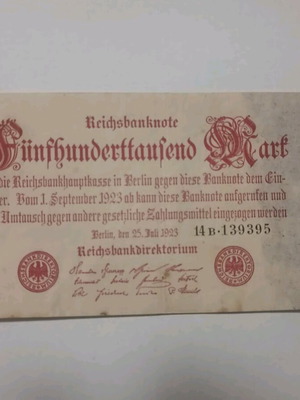 Reichsbanknote
Fünfhunderttausend Mark
die Reichsbankhauptkasse in Berlin gegen diese Banknote dem Ein-
er. Vom 1. September 1923 ab kann diese Banknote aufgerufen und
Umtausch gegen andere gesetzliche Zahlungsmittel eingezogen werden
Berlin, den 25. Juli 1923
14B·139395
Reichsbankdirektorium